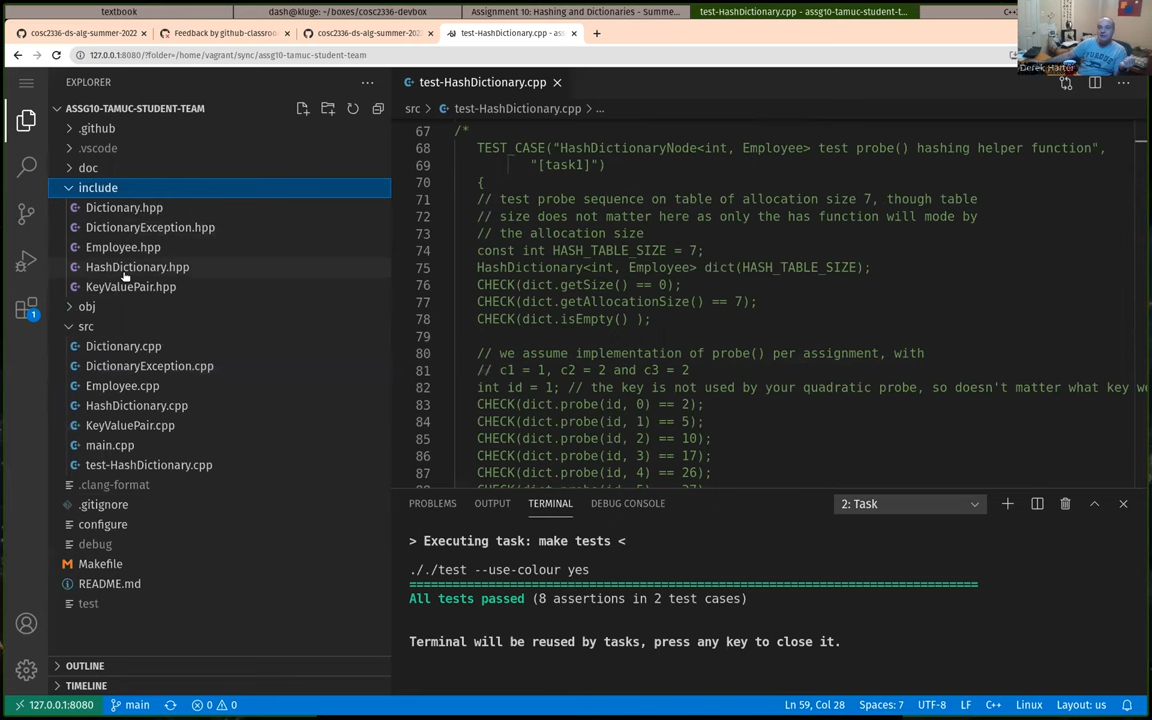 textbook
dash@kluge: ~/boxes/cosc2336-devbox
Assignment 10: Hashing and Dictionaries - Summe...
test-HashDictionary.cpp - assg10-tamuc-student-t...
C+
cosc2336-ds-alg-summer-2022
Feedback by github-classroo
cosc2336-ds-alg-summer-2022
test-HashDictionary.cpp - as
127.0.0.1:8080/?folder=/home/vagrant/sync/assg10-tamuc-student-team
Derek Harter
EXPLORER
ASSG10-TAMUC-STUDENT-TEAM
.github
.vscode
doc
include
Dictionary.hpp
DictionaryException.hpp
Employee.hpp
HashDictionary.hpp
KeyValuePair.hpp
obj
src
Dictionary.cpp
DictionaryException.cpp
Employee.cpp
HashDictionary.cpp
KeyValuePair.cpp
main.cpp
test-HashDictionary.cpp
.clang-format
.gitignore
configure
debug
Makefile
README.md
test
OUTLINE
TIMELINE
1
test-HashDictionary.cpp
src > test-HashDictionary.cpp > ...
67 /*
68 TEST_CASE("HashDictionaryNode<int, Employee> test probe() hashing helper function",
69 "[task1]")
70 {
71 // test probe sequence on table of allocation size 7, though table
72 // size does not matter here as only the has function will mode by
73 // the allocation size
74 const int HASH_TABLE_SIZE = 7;
75 HashDictionary<int, Employee> dict(HASH_TABLE_SIZE);
76 CHECK(dict.getSize() == 0);
77 CHECK(dict.getAllocationSize() == 7);
78 CHECK(dict.isEmpty() );
79
80 // we assume implementation of probe() per assignment, with
81 // c1 = 1, c2 = 2 and c3 = 2
82 int id = 1; // the key is not used by your quadratic probe, so doesn't matter what key we
83 CHECK(dict.probe(id, 0) == 2);
84 CHECK(dict.probe(id, 1) == 5);
85 CHECK(dict.probe(id, 2) == 10);
86 CHECK(dict.probe(id, 3) == 17);
87 CHECK(dict.probe(id, 4) == 26);
PROBLEMS OUTPUT TERMINAL DEBUG CONSOLE
2: Task
> Executing task: make tests <
././test --use-colour yes
===============================================================================
All tests passed (8 assertions in 2 test cases)
Terminal will be reused by tasks, press any key to close it.
127.0.0.1:8080 main 0 0
Ln 59, Col 28 Spaces: 7 UTF-8 LF C++ Linux Layout: us